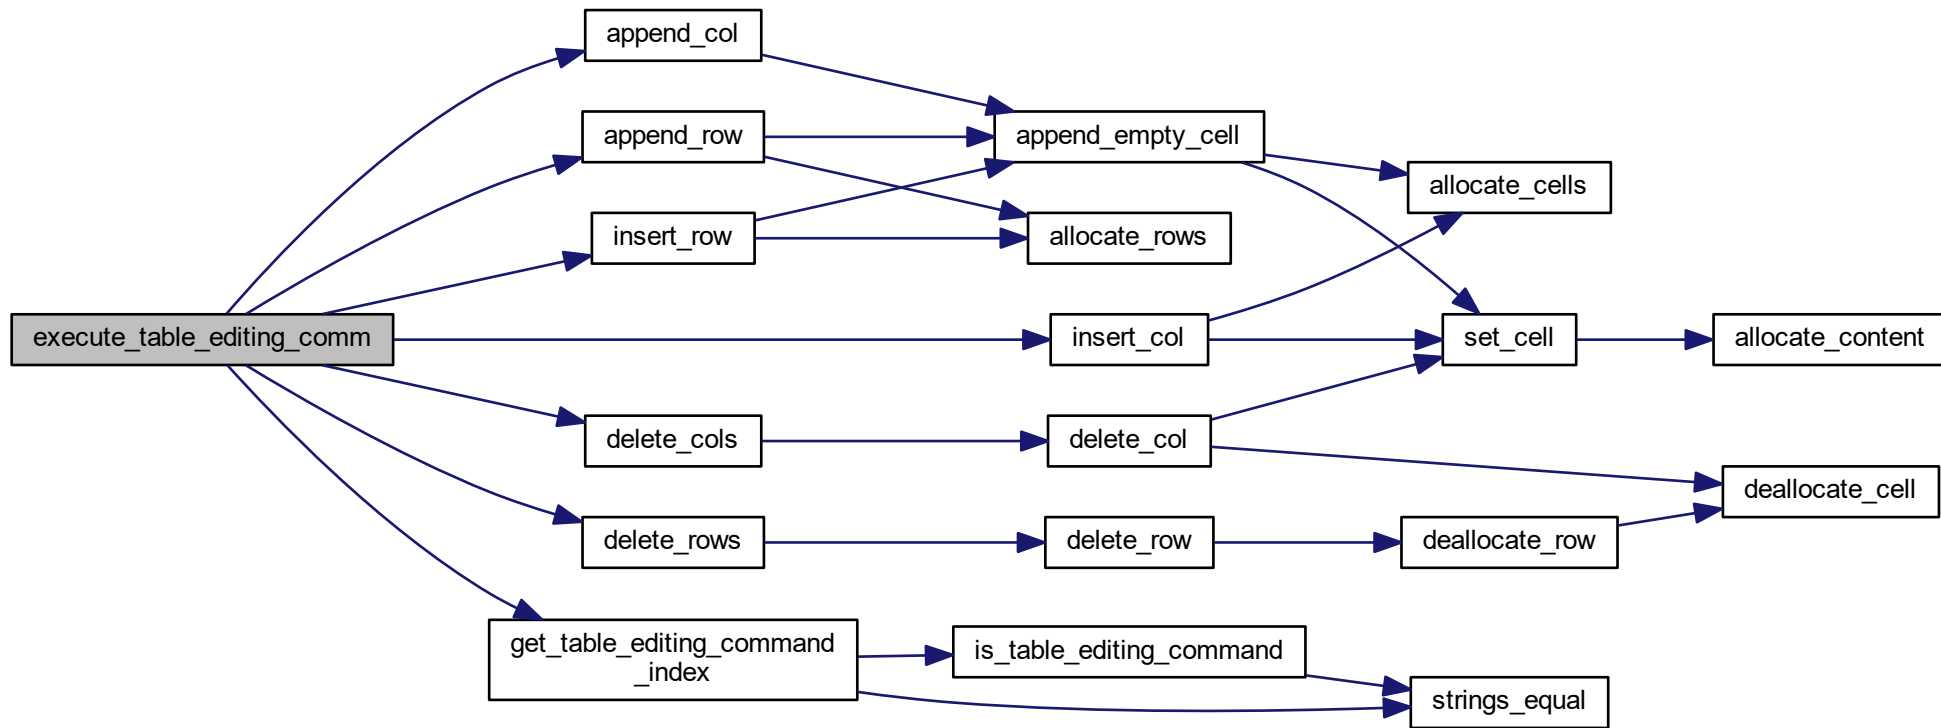 append_col
append_row
append_empty_cell
allocate_cells
insert_row
allocate_rows
execute_table_editing_comm
insert_col
set_cell
allocate_content
delete_cols
delete_col
deallocate_cell
delete_rows
delete_row
deallocate_row
get_table_editing_command
_index
is_table_editing_command
strings_equal